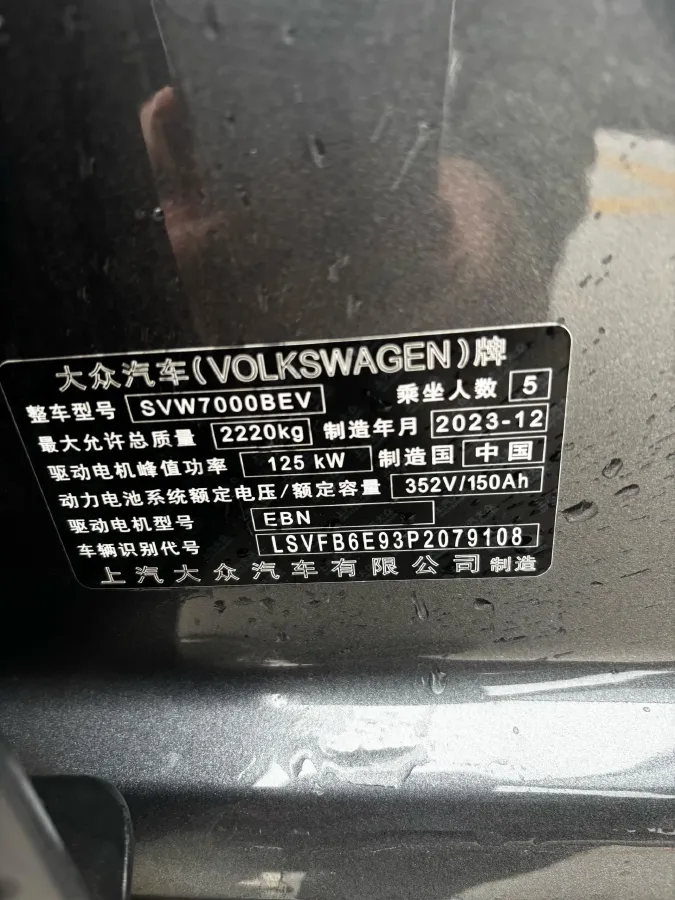 大众汽车(VOLKSWAGEN)牌
整车型号 SVW7000BEV 乘坐人数 5
最大允许总质量 2220kg 制造年月 2023-12
驱动电机峰值功率 125 kW 制造国 中国
动力电池系统额定电压/额定容量 352V/150Ah
驱动电机型号 EBN
车辆识别代号 LSVFB6E93P2079108
上汽大众汽车有限公司 制造